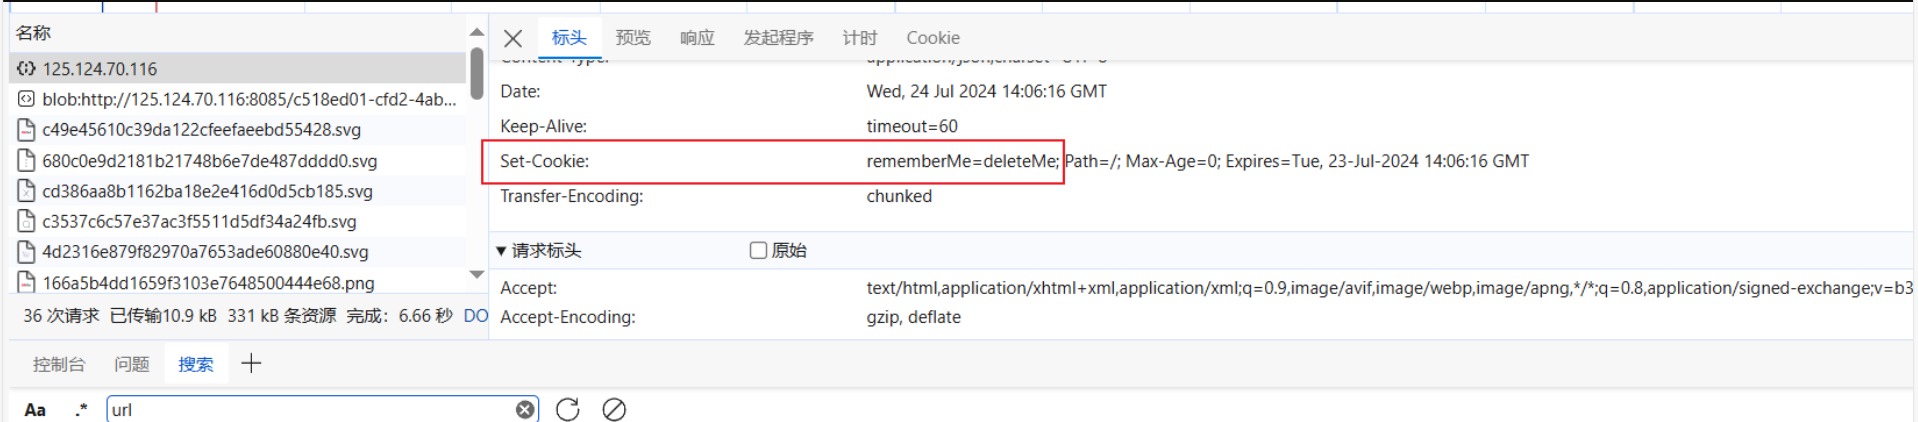 名称
125.124.70.116
blob:http://125.124.70.116:8085/c518ed01-cfd2-4ab...
c49e45610c39da122cfeefaeebd55428.svg
680c0e9d2181b21748b6e7de487dddd0.svg
cd386aa8b1162ba18e2e416d0d5cb185.svg
c3537c6c57e37ac3f5511d5df34a24fb.svg
4d2316e879f82970a7653ade60880e40.svg
166a5b4dd1659f3103e7648500444e68.png
36 次请求 已传输10.9 kB 331 kB 条资源 完成：6.66 秒 DO
标头 预览 响应 发起程序 计时 Cookie
Date: Wed, 24 Jul 2024 14:06:16 GMT
Keep-Alive: timeout=60
Set-Cookie: rememberMe=deleteMe; Path=/; Max-Age=0; Expires=Tue, 23-Jul-2024 14:06:16 GMT
Transfer-Encoding: chunked
▼ 请求标头 原始
Accept: text/html,application/xhtml+xml,application/xml;q=0.9,image/avif,image/webp,image/apng,*/*;q=0.8,application/signed-exchange;v=b3
Accept-Encoding: gzip, deflate
控制台 问题 搜索
Aa .* url